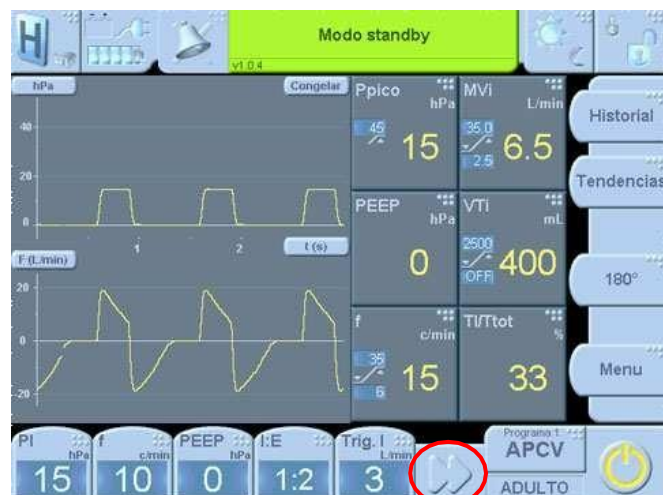 H
Modo standby
v1.0.4
hPa
Congelar
40
20
0
1
2
t (s)
F (L/min)
20
0
-20
Ppico
hPa
45
15
MVi
L/min
35.0
2.5
6.5
PEEP
hPa
0
VTi
mL
2500
OFF
400
f
c/min
35
6
15
TI/Ttot
%
33
Historial
Tendencias
180°
Menu
PI
hPa
15
f
c/min
10
PEEP
hPa
0
I:E
1:2
Trig. I
L/min
3
Programa 1
APCV
ADULTO